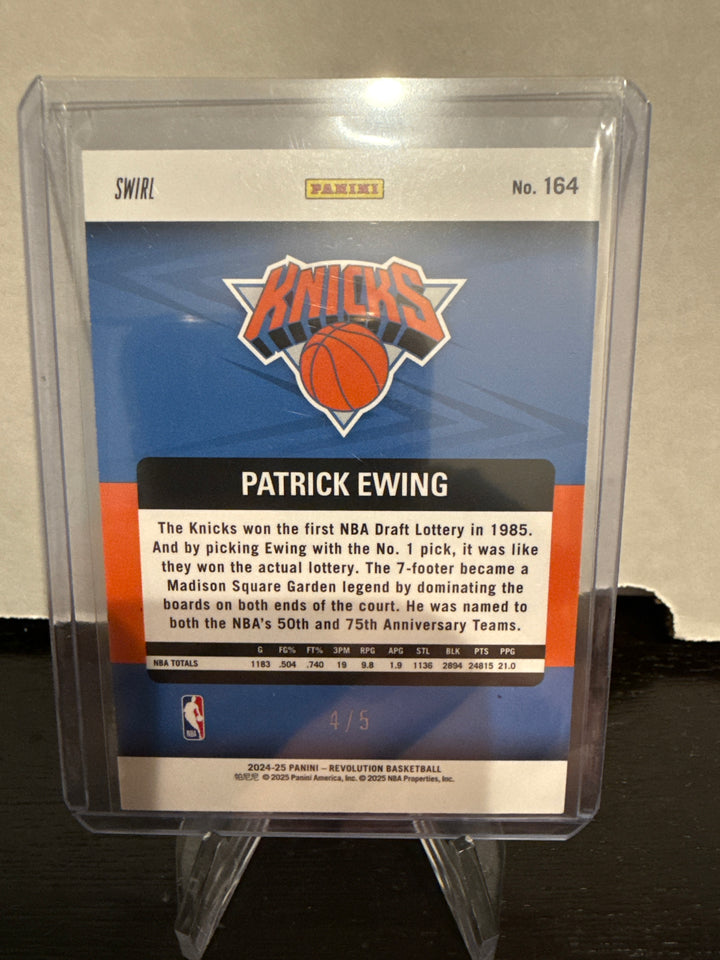 SWIRL
PANINI
No. 164
KNICKS
PATRICK EWING
The Knicks won the first NBA Draft Lottery in 1985.
And by picking Ewing with the No. 1 pick, it was like
they won the actual lottery. The 7-footer became a
Madison Square Garden legend by dominating the
boards on both ends of the court. He was named to
both the NBA's 50th and 75th Anniversary Teams.
G FG% FT% 3PM RPG APG STL BLK PTS PPG
NBA TOTALS 1183 .504 .740 19 9.8 1.9 1136 2894 24815 21.0
NBA
4/5
2024-25 PANINI – REVOLUTION BASKETBALL
帕尼尼 © 2025 Panini America, Inc. © 2025 NBA Properties, Inc.